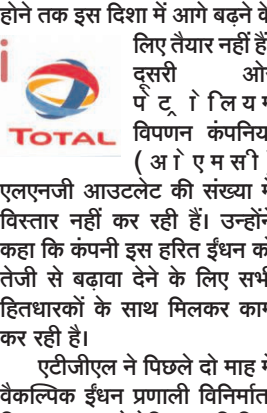 होने तक इस दिशा में आगे बढ़ने के
लिए तैयार नहीं हैं
दूसरी ओर
TOTAL
पेट्रोलियम
विपणन कंपनिय
(ओएमसी)
एलएनजी आउटलेट की संख्या में
विस्तार नहीं कर रही हैं। उन्होंने
कहा कि कंपनी इस हरित ईंधन को
तेजी से बढ़ावा देने के लिए सभी
हितधारकों के साथ मिलकर काम
कर रही है।
एटीजीएल ने पिछले दो माह में
वैकल्पिक ईंधन प्रणाली विनिर्माता